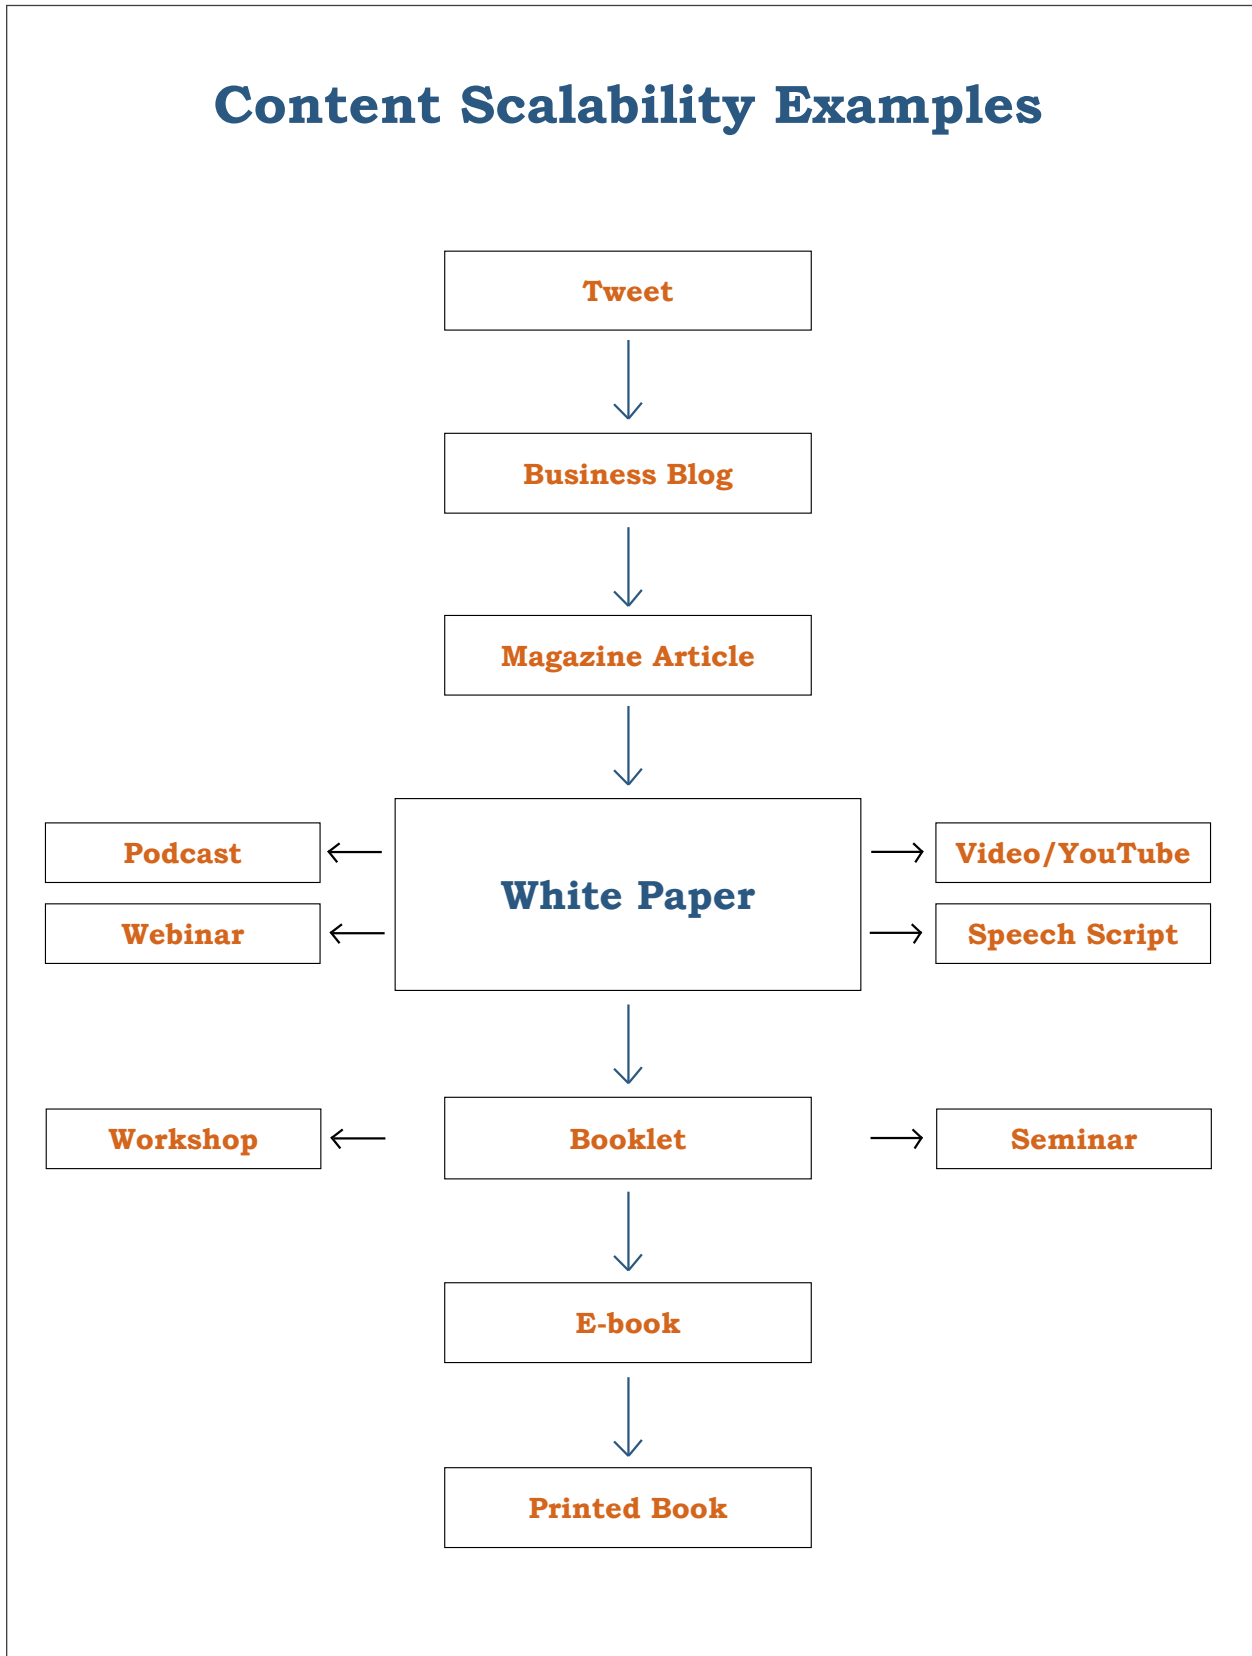 Content Scalability Examples
Tweet
Business Blog
Magazine Article
Podcast
White Paper
Video/YouTube
Webinar
Speech Script
Workshop
Booklet
Seminar
E-book
Printed Book